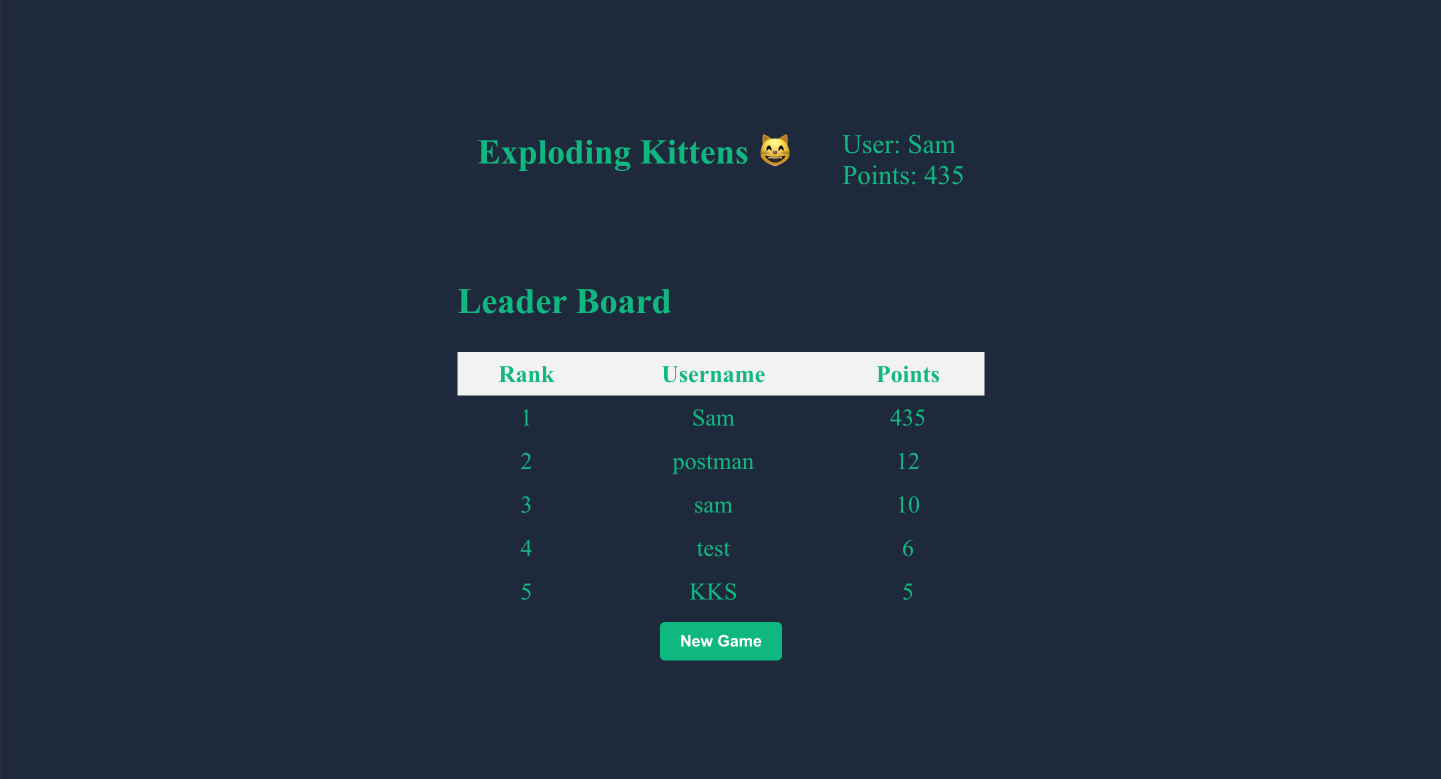 Exploding Kittens 😸
User: Sam
Points: 435
Leader Board
Rank Username Points
1 Sam 435
2 postman 12
3 sam 10
4 test 6
5 KKS 5
New Game